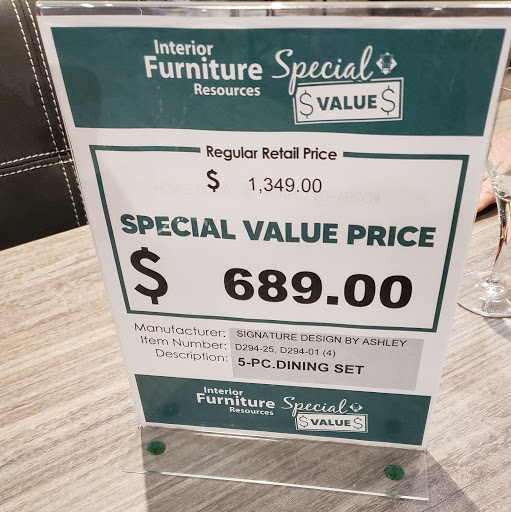 Interior
Furniture
Resources
Special
$ VALUE $
Regular Retail Price
$ 1,349.00
SPECIAL VALUE PRICE
$ 689.00
Manufacturer: SIGNATURE DESIGN BY ASHLEY
Item Number: D294-25, D294-01 (4)
Description: 5-PC.DINING SET
Interior
Furniture
Resources
Special
$ VALUE $